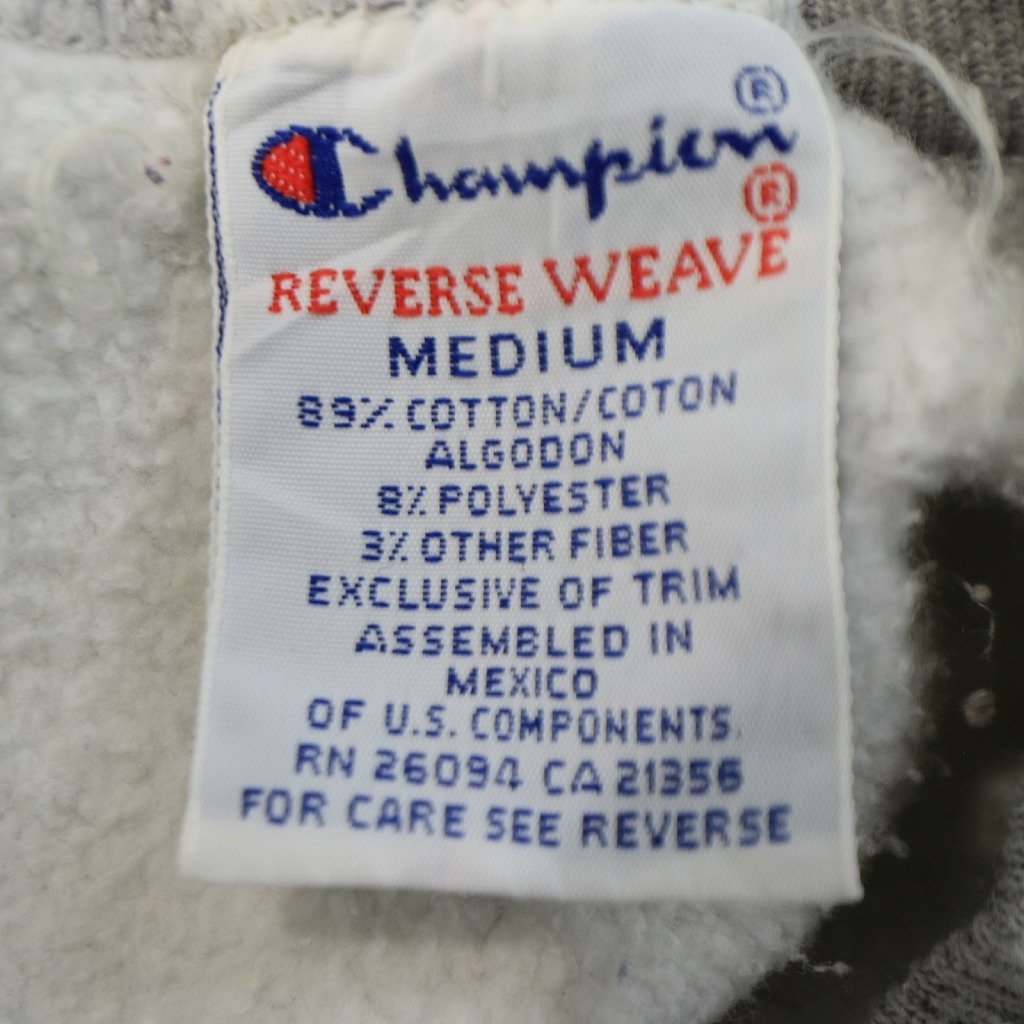 Champion®
REVERSE WEAVE®
MEDIUM
89% COTTON/COTON
ALGODON
8% POLYESTER
3% OTHER FIBER
EXCLUSIVE OF TRIM
ASSEMBLED IN
MEXICO
OF U.S. COMPONENTS.
RN 26094 CA 21356
FOR CARE SEE REVERSE